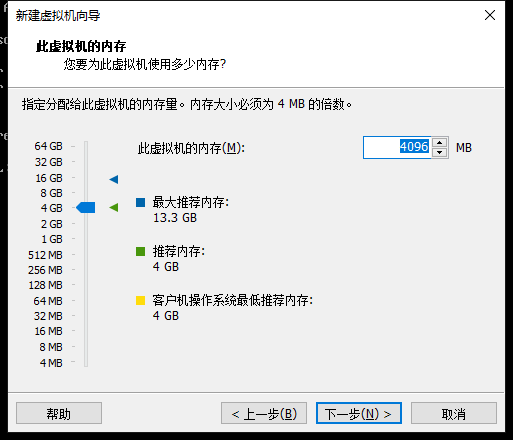 新建虚拟机向导
此虚拟机的内存
您要为此虚拟机使用多少内存?
指定分配给此虚拟机的内存量。内存大小必须为 4 MB 的倍数。
64 GB
32 GB
16 GB
8 GB
4 GB
2 GB
1 GB
512 MB
256 MB
128 MB
64 MB
32 MB
16 MB
8 MB
4 MB
此虚拟机的内存(M): 4096 MB
最大推荐内存:
13.3 GB
推荐内存:
4 GB
客户机操作系统最低推荐内存:
4 GB
帮助 < 上一步(B) 下一步(N) > 取消